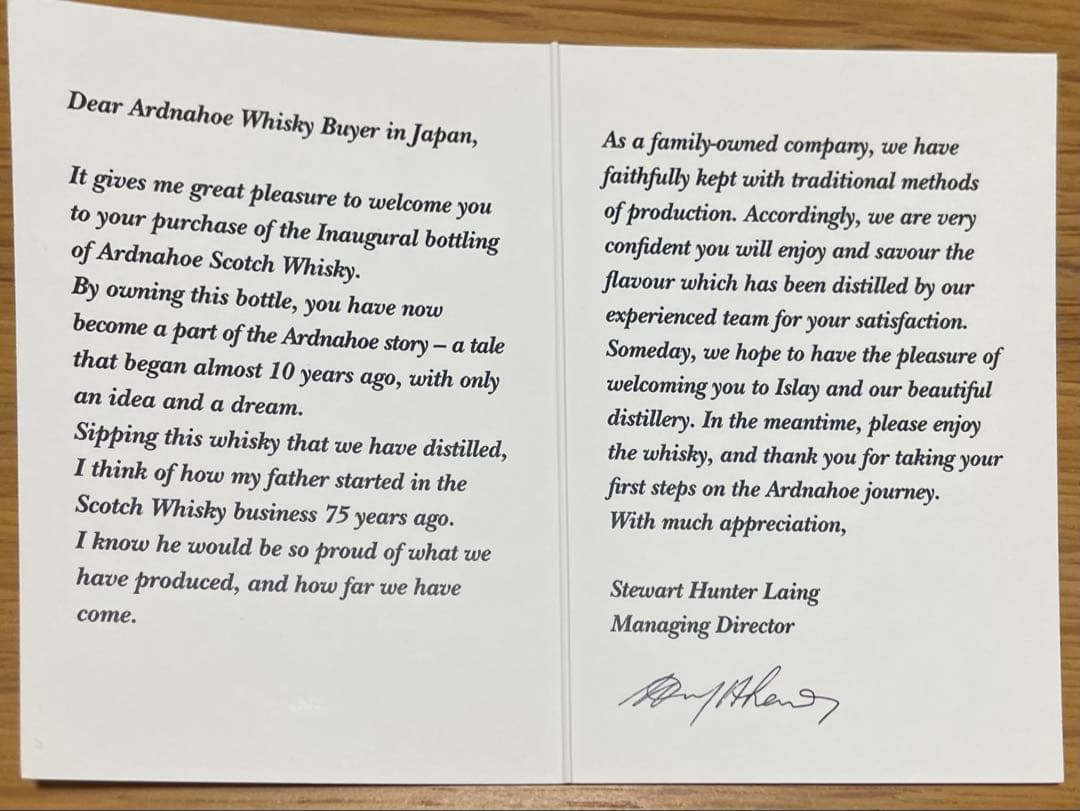 Dear Ardnahoe Whisky Buyer in Japan,
It gives me great pleasure to welcome you
to your purchase of the Inaugural bottling
of Ardnahoe Scotch Whisky.
By owning this bottle, you have now
become a part of the Ardnahoe story – a tale
that began almost 10 years ago, with only
an idea and a dream.
Sipping this whisky that we have distilled,
I think of how my father started in the
Scotch Whisky business 75 years ago.
I know he would be so proud of what we
have produced, and how far we have
come.
As a family-owned company, we have
faithfully kept with traditional methods
of production. Accordingly, we are very
confident you will enjoy and savour the
flavour which has been distilled by our
experienced team for your satisfaction.
Someday, we hope to have the pleasure of
welcoming you to Islay and our beautiful
distillery. In the meantime, please enjoy
the whisky, and thank you for taking your
first steps on the Ardnahoe journey.
With much appreciation,
Stewart Hunter Laing
Managing Director